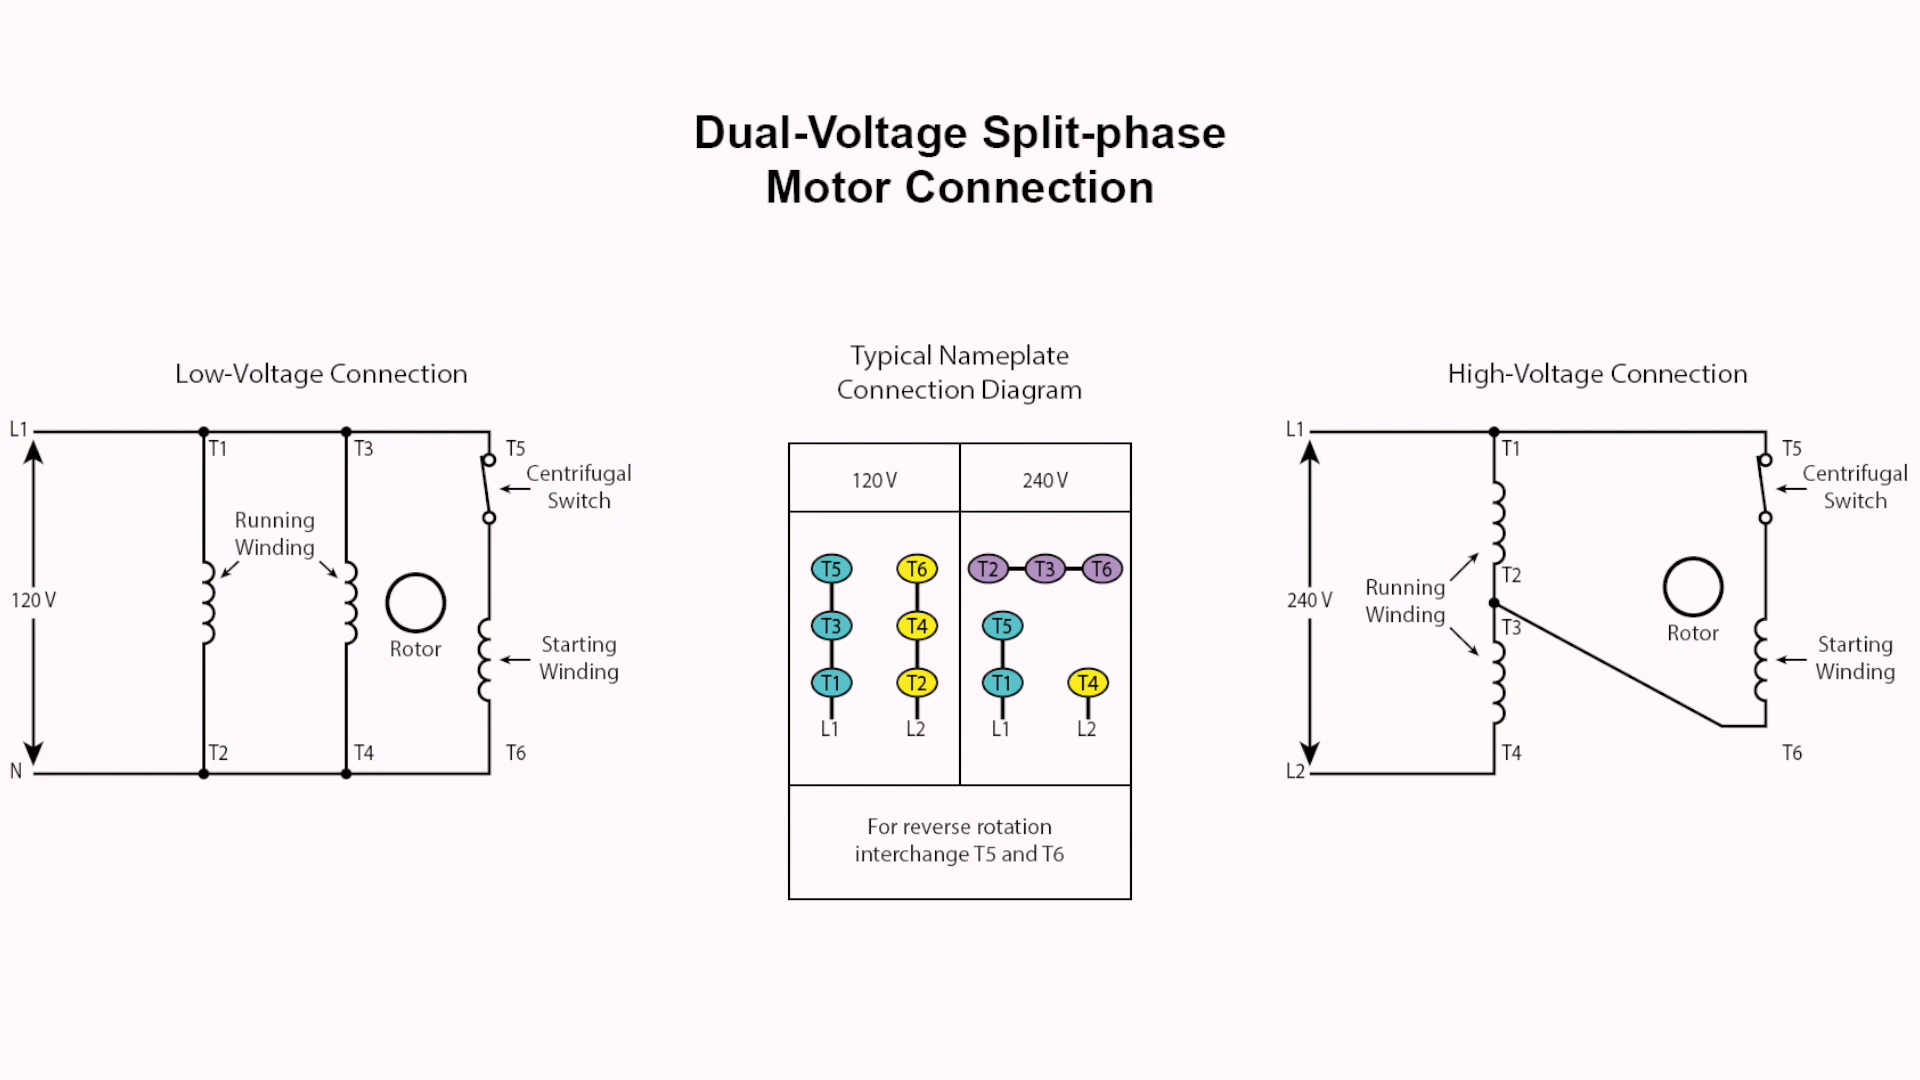 Dual-Voltage Split-phase
Motor Connection
Low-Voltage Connection
L1
T1
T3
T5
Centrifugal
Switch
Running
Winding
120 V
Rotor
Starting
Winding
N
T2
T4
T6
Typical Nameplate
Connection Diagram
120 V
240 V
T5 T6
T3 T4
T1 T2
L1 L2
T2 T3 T6
T5
T1 T4
L1 L2
For reverse rotation
interchange T5 and T6
High-Voltage Connection
L1
T1
T5
Centrifugal
Switch
T2
Running
Winding
240 V
T3
Rotor
Starting
Winding
L2
T4
T6